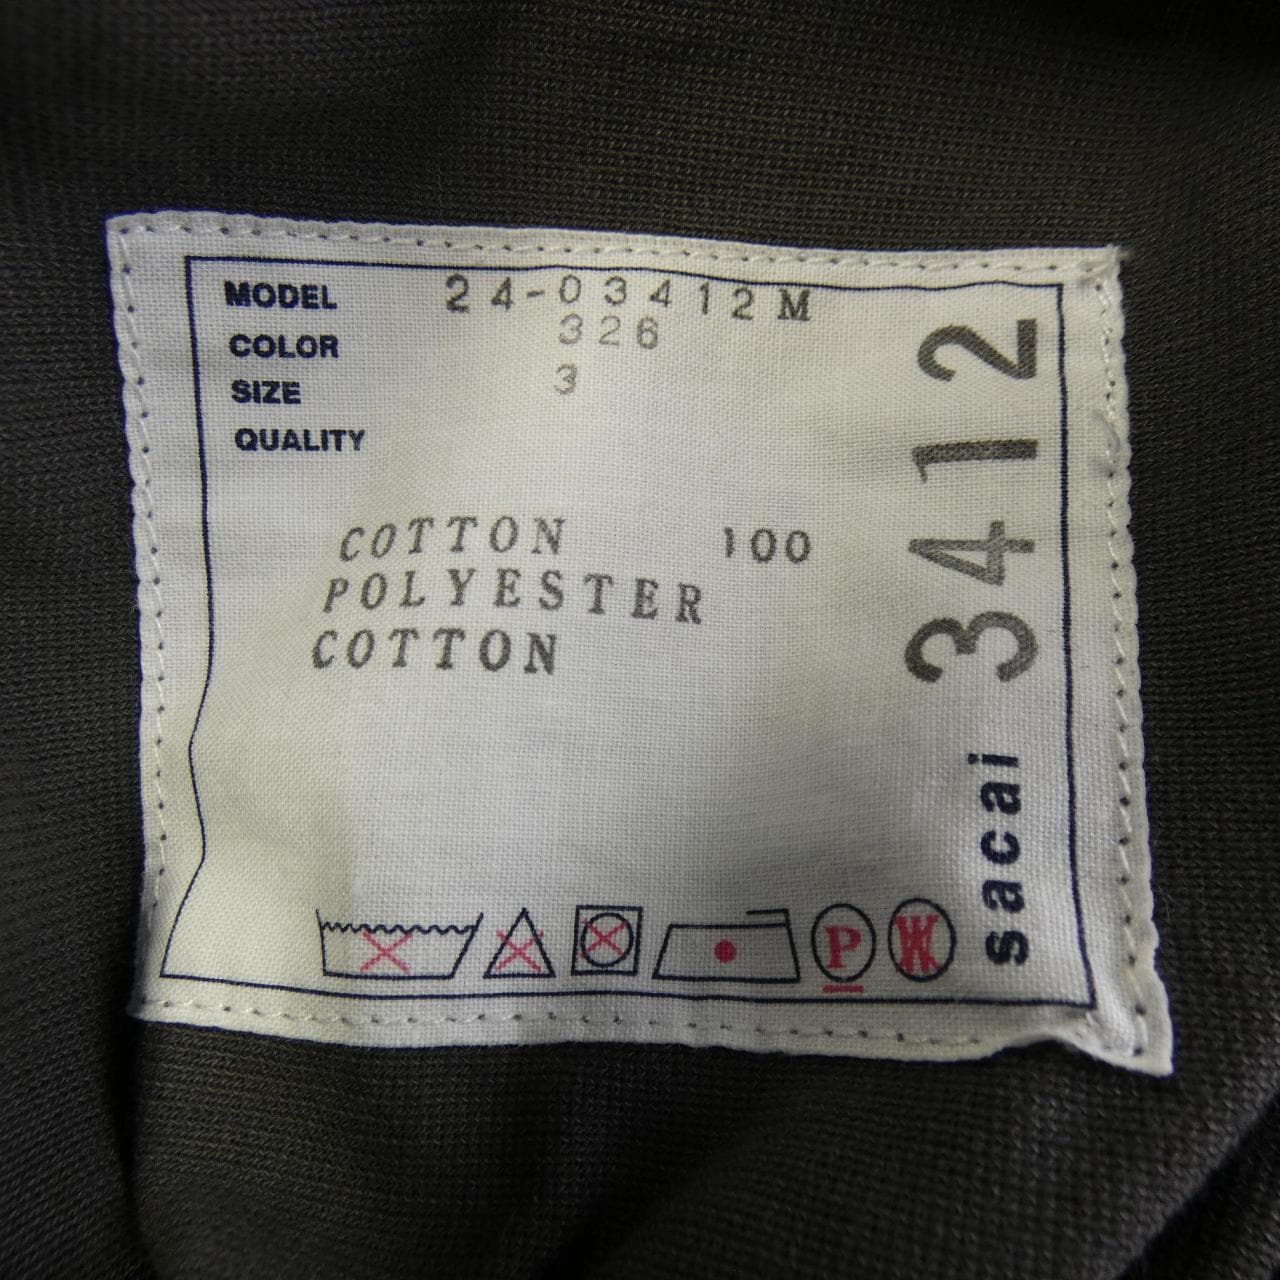 MODEL 24-03412M
COLOR 326
SIZE 3
QUALITY
COTTON 100
POLYESTER
COTTON
P W
sacai 3412